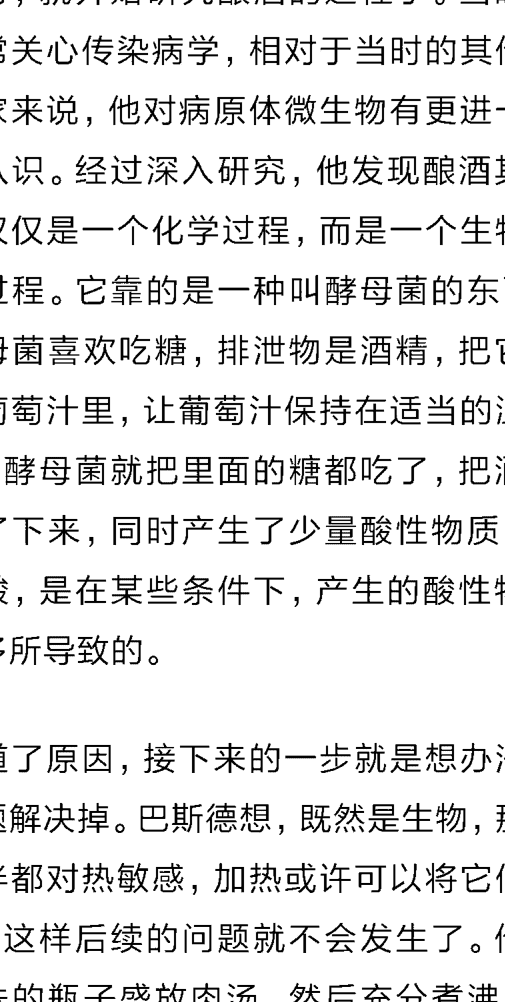 就开始研究酿酒的过程了。当
常关心传染病学，相对于当时的其他
家来说，他对病原体微生物有更进一
认识。经过深入研究，他发现酿酒其
仅仅是一个化学过程，而是一个生物
过程。它靠的是一种叫酵母菌的东西
母菌喜欢吃糖，排泄物是酒精，把它
葡萄汁里，让葡萄汁保持在适当的温
酵母菌就把里面的糖都吃了，把酒
了下来，同时产生了少量酸性物质
酸，是在某些条件下，产生的酸性物
多所导致的。
道了原因，接下来的一步就是想办法
题解决掉。巴斯德想，既然是生物，那
样都对热敏感，加热或许可以将它们
这样后续的问题就不会发生了。他
的瓶子盛放肉汤，然后充分煮沸